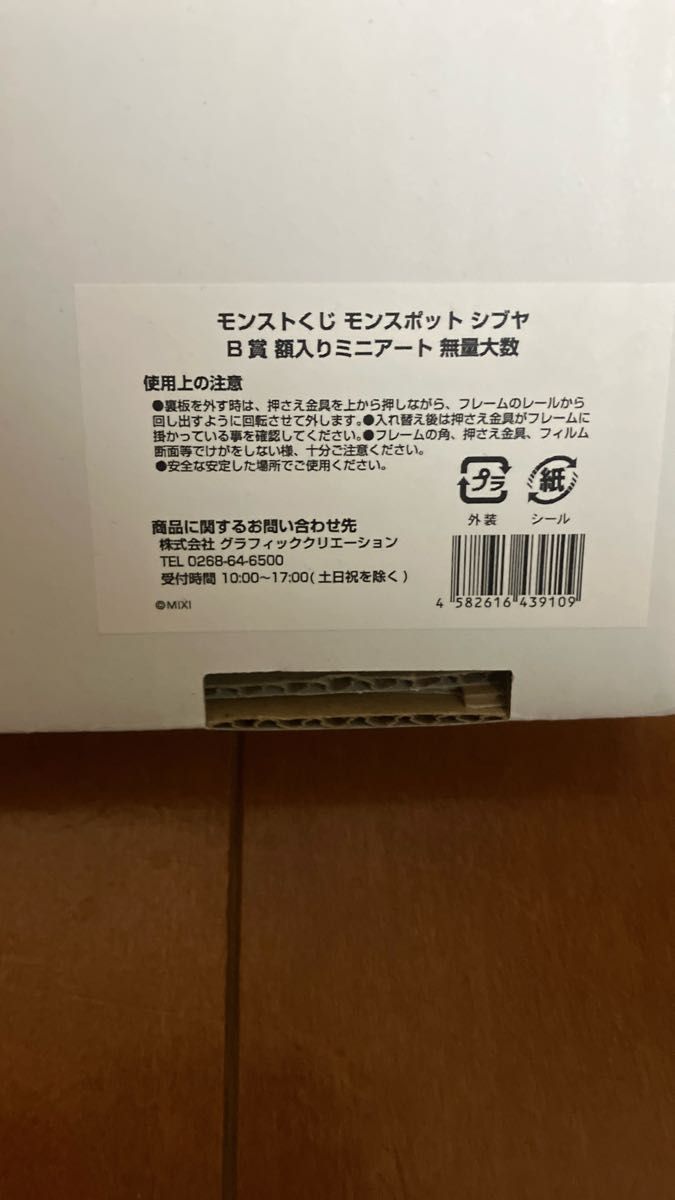 モンストくじ モンスポット シブヤ
B賞 額入りミニアート 無量大数
使用上の注意
●裏板を外す時は、押さえ金具を上から押しながら、フレームのレールから
回し出すように回転させて外します。●入れ替え後は押さえ金具がフレームに
掛かっている事を確認してください。●フレームの角、押さえ金具、フィルム
断面等でけがをしない様、十分ご注意ください。
●安全な安定した場所でご使用ください。
プラ
紙
外装
シール
商品に関するお問い合わせ先
株式会社 グラフィッククリエーション
TEL 0268-64-6500
受付時間 10:00~17:00(土日祝を除く)
©MIXI
4 582616 439109